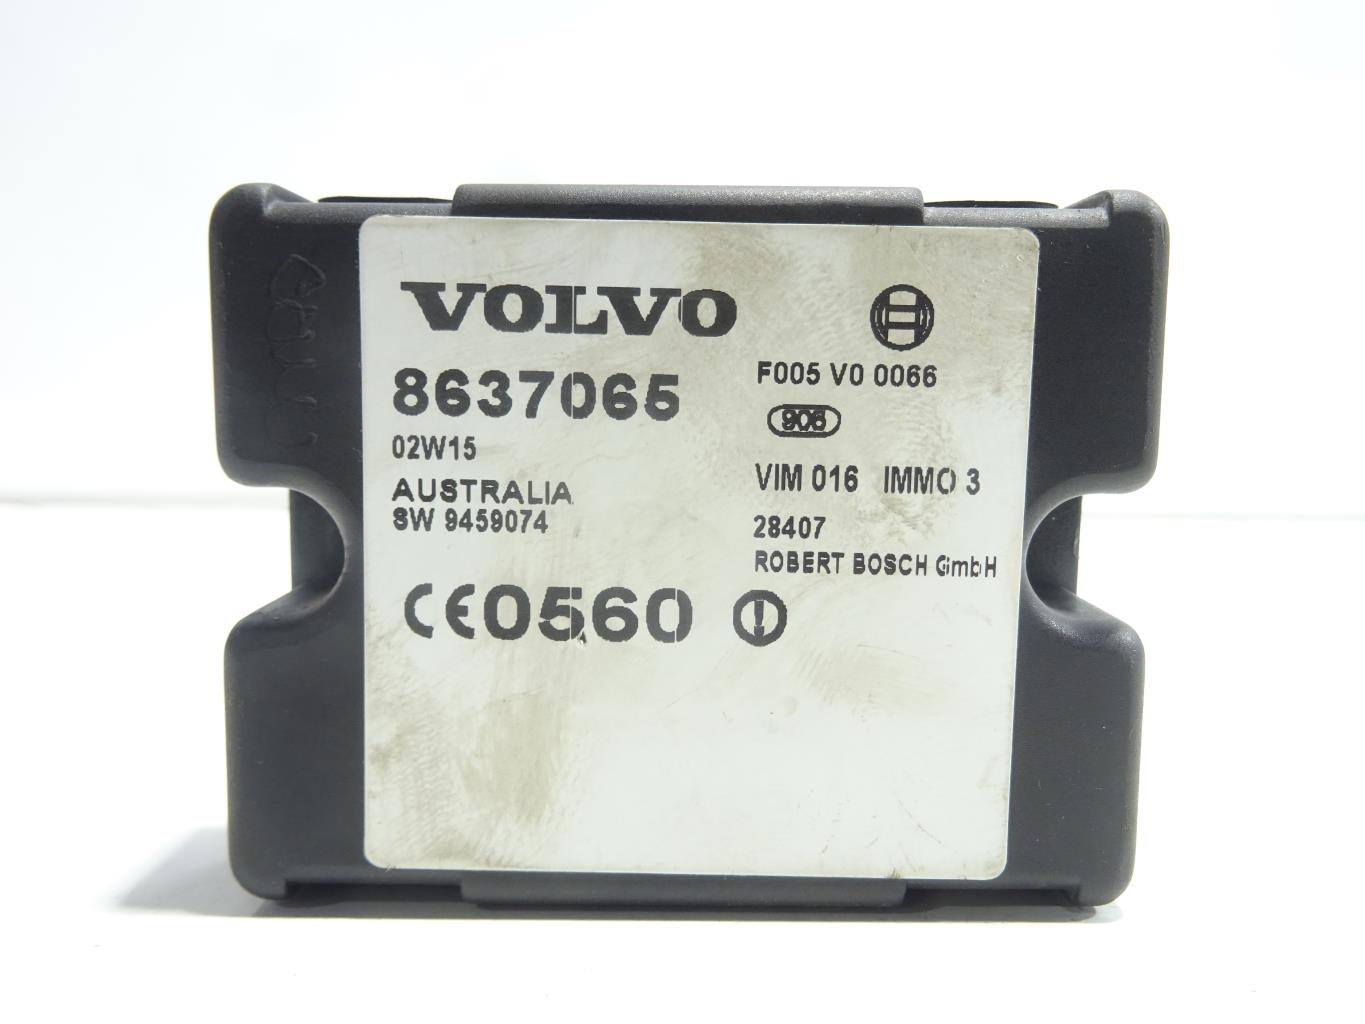 VOLVO
8637065
02W15
AUSTRALIA
SW 9459074
CE0560
F005 V0 0066
906
VIM 016 IMMO 3
28407
ROBERT BOSCH GmbH